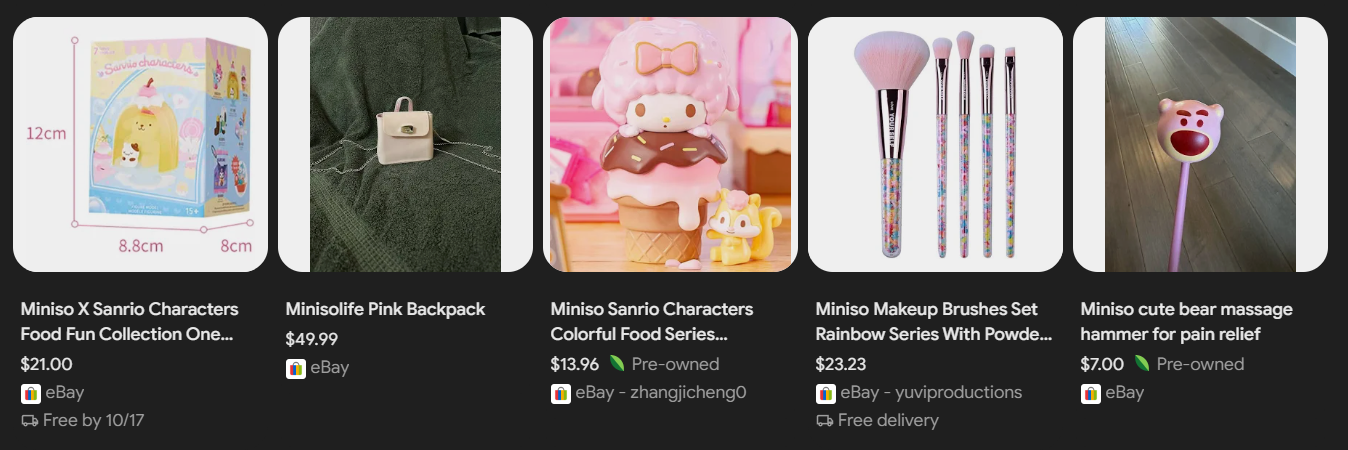 Sanrio characters
15+
12cm
8.8cm
8cm
Miniso X Sanrio Characters
Food Fun Collection One...
$21.00
eBay
Free by 10/17
Minisolife Pink Backpack
$49.99
eBay
Miniso Sanrio Characters
Colorful Food Series...
$13.96 Pre-owned
eBay - zhangjicheng0
Miniso Makeup Brushes Set
Rainbow Series With Powde...
$23.23
eBay - yuviproductions
Free delivery
Miniso cute bear massage
hammer for pain relief
$7.00 Pre-owned
eBay